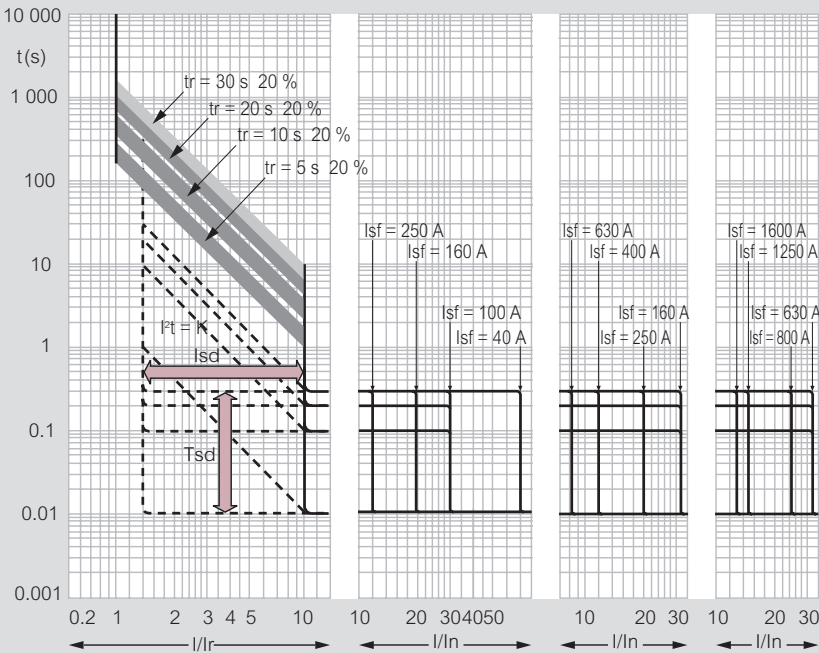 10 000
t (s)
1 000
100
10
1
0.1
0.01
0.001
tr = 30 s 20 %
tr = 20 s 20 %
tr = 10 s 20 %
tr = 5 s 20 %
I²t = K
Isd
Tsd
0.2 1 2 3 4 5 10
I/Ir
Isf= 250 A
Isf= 160 A
Isf= 100 A
Isf= 40 A
10 20 30 40 50
I/In
Isf= 630 A
Isf= 400 A
Isf= 160 A
Isf= 250 A
10 20 30
I/In
Isf= 1600 A
Isf= 1250 A
Isf= 630 A
Isf= 800 A
10 20 30
I/In